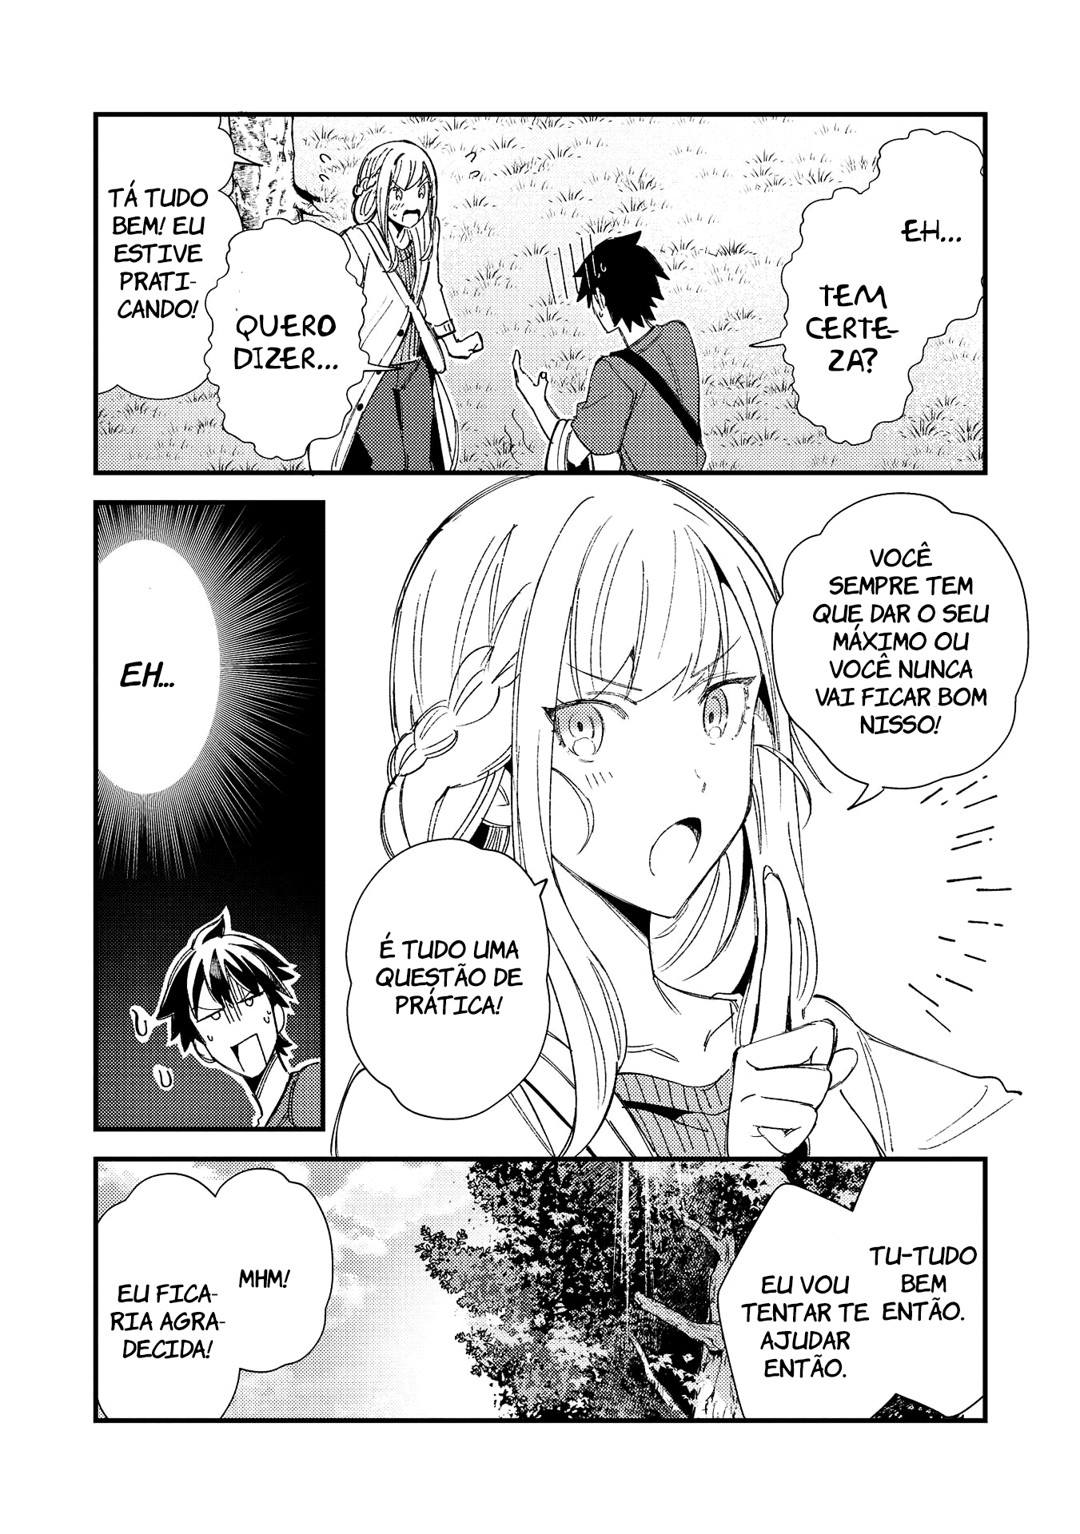 EH...
TEM
CERTE-
ZA?
QUERO
DIZER...
TÁ TUDO
BEM! EU
ESTIVE
PRATI-
CANDO!
VOCÊ
SEMPRE TEM
QUE DAR O SEU
MÁXIMO OU
VOCÊ NUNCA
VAI FICAR BOM
NISSO!
É TUDO UMA
QUESTÃO DE
PRÁTICA!
EH...
TU-TUDO
BEM
ENTÃO.
EU VOU
TENTAR TE
AJUDAR
ENTÃO.
MHM!
EU FICA-
RIA AGRA-
DECIDA!